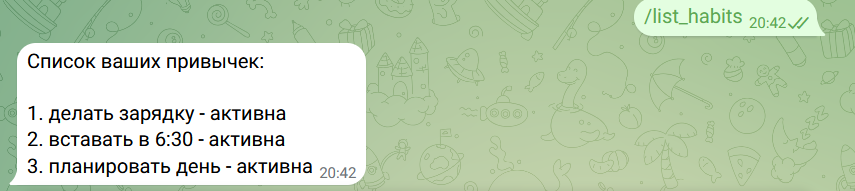 /list_habits 20:42
Список ваших привычек:
1. делать зарядку - активна
2. вставать в 6:30 - активна
3. планировать день - активна 20:42